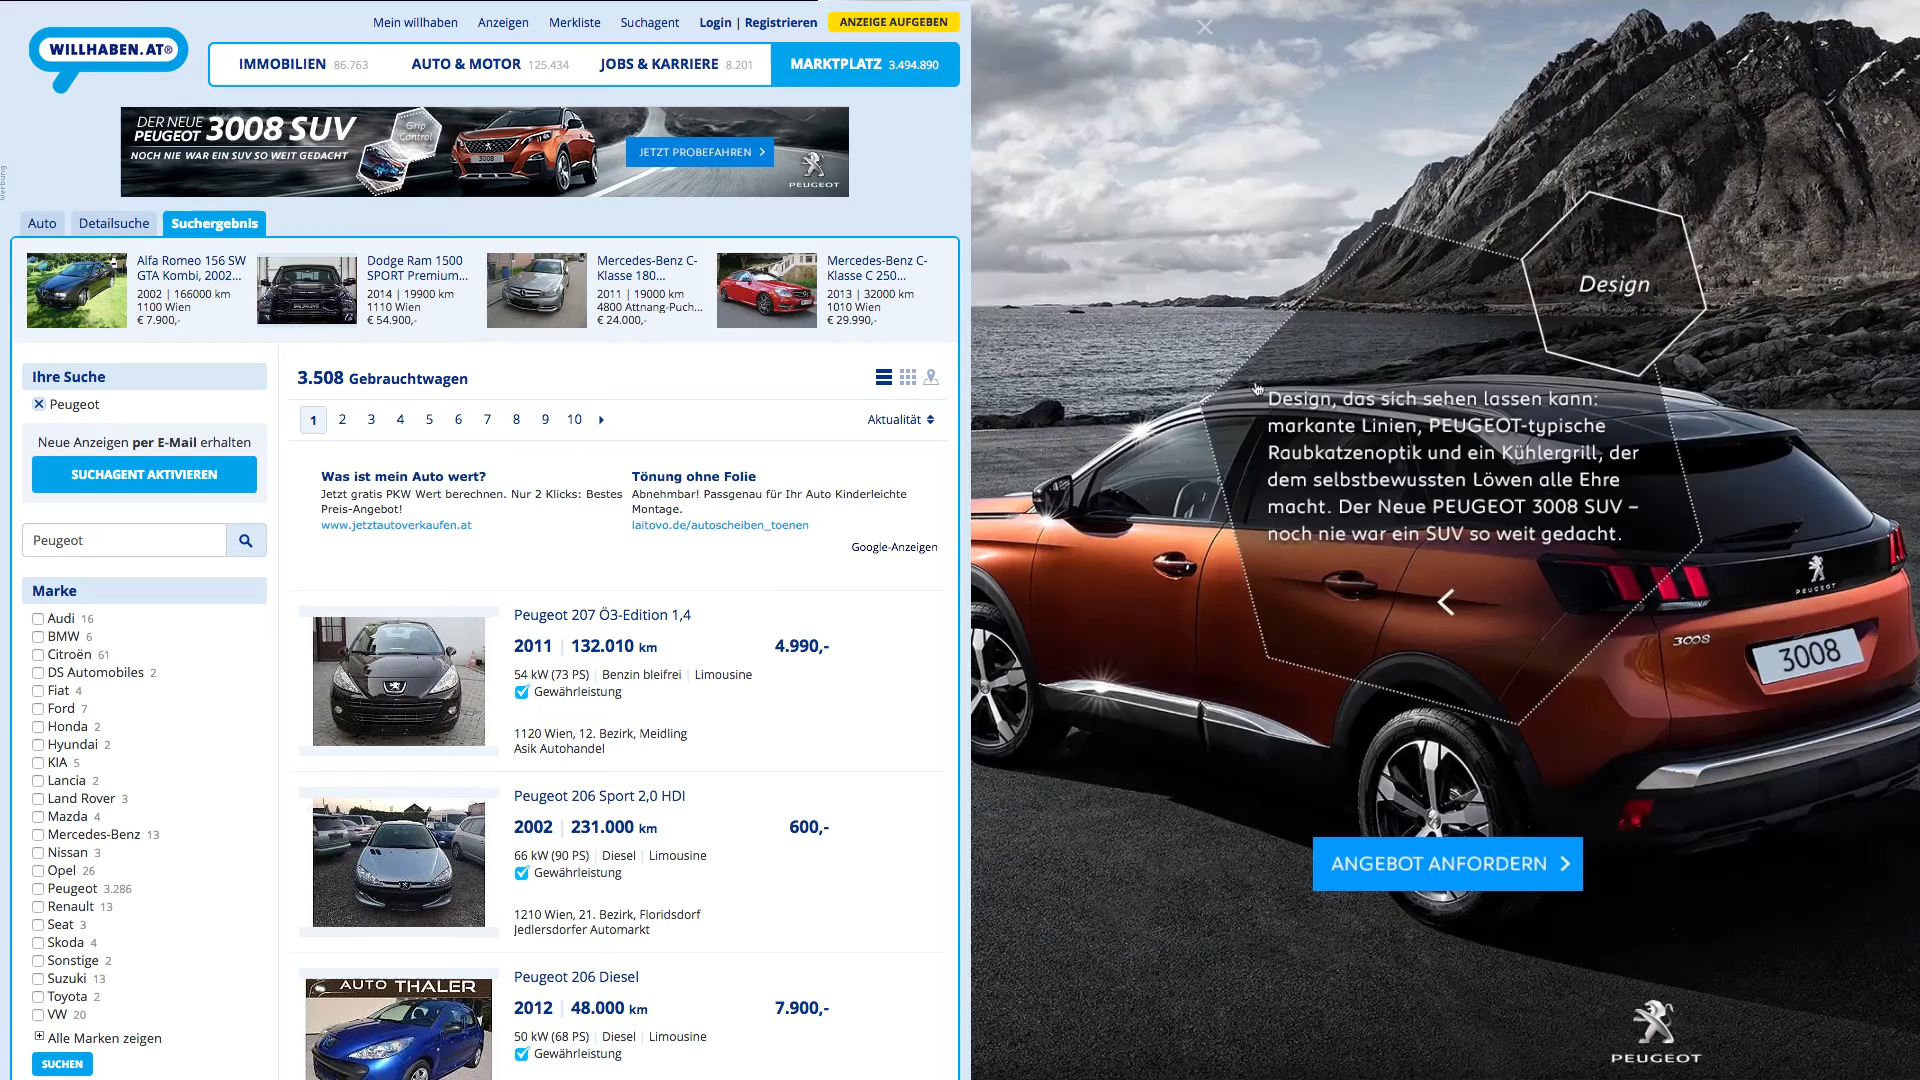 Mein willhaben Anzeigen Merkliste Suchagent Login | Registrieren ANZEIGE AUFGEBEN
WILLHABEN.AT®
IMMOBILIEN 86.763 AUTO & MOTOR 125.434 JOBS & KARRIERE 8.201 MARKTPLATZ 3.494.890
DER NEUE
PEUGEOT 3008 SUV
NOCH NIE WAR EIN SUV SO WEIT GEDACHT
Grip
Control
3008
JETZT PROBEFAHREN
PEUGEOT
Werbung
Auto Detailsuche Suchergebnis
Alfa Romeo 156 SW
GTA Kombi, 2002...
2002 | 166000 km
1100 Wien
€ 7.900,-
Dodge Ram 1500
SPORT Premium...
2014 | 19900 km
1110 Wien
€ 54.900,-
Mercedes-Benz C-
Klasse 180...
2011 | 19000 km
4800 Attnang-Puch...
€ 24.000,-
Mercedes-Benz C-
Klasse C 250...
2013 | 32000 km
1010 Wien
€ 29.990,-
Ihre Suche
Peugeot
Neue Anzeigen per E-Mail erhalten
SUCHAGENT AKTIVIEREN
Peugeot
Marke
Audi 16
BMW 6
Citroën 61
DS Automobiles 2
Fiat 4
Ford 7
Honda 2
Hyundai 2
KIA 5
Lancia 2
Land Rover 3
Mazda 4
Mercedes-Benz 13
Nissan 3
Opel 26
Peugeot 3.286
Renault 13
Seat 3
Skoda 4
Sonstige 2
Suzuki 13
Toyota 2
VW 20
Alle Marken zeigen
SUCHEN
3.508 Gebrauchtwagen
1 2 3 4 5 6 7 8 9 10
Aktualität
Was ist mein Auto wert?
Jetzt gratis PKW Wert berechnen. Nur 2 Klicks: Bestes
Preis-Angebot!
www.jetztautoverkaufen.at
Tönung ohne Folie
Abnehmbar! Passgenau für Ihr Auto Kinderleichte
Montage.
laitovo.de/autoscheiben_toenen
Google-Anzeigen
Peugeot 207 Ö3-Edition 1,4
2011 | 132.010 km 4.990,-
54 kW (73 PS) | Benzin bleifrei | Limousine
Gewährleistung
1120 Wien, 12. Bezirk, Meidling
Asik Autohandel
Peugeot 206 Sport 2,0 HDI
2002 | 231.000 km 600,-
66 kW (90 PS) | Diesel | Limousine
Gewährleistung
1210 Wien, 21. Bezirk, Floridsdorf
Jedlersdorfer Automarkt
AUTO THALER
Peugeot 206 Diesel
2012 | 48.000 km 7.900,-
50 kW (68 PS) | Diesel | Limousine
Gewährleistung
Design
Design, das sich sehen lassen kann:
markante Linien, PEUGEOT-typische
Raubkatzenoptik und ein Kühlergrill, der
dem selbstbewussten Löwen alle Ehre
macht. Der Neue PEUGEOT 3008 SUV –
noch nie war ein SUV so weit gedacht.
PEUGEOT
3008
3008
ANGEBOT ANFORDERN
PEUGEOT